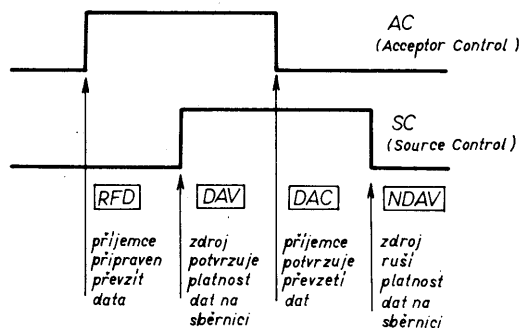 AC
(Acceptor Control)
SC
(Source Control)
RFD
DAV
DAC
NDAV
příjemce
připraven
převzít
data
zdroj
potvrzuje
platnost
dat na
sběrnici
příjemce
potvrzuje
převzetí
dat
zdroj
ruší
platnost
dat na
sběrnici